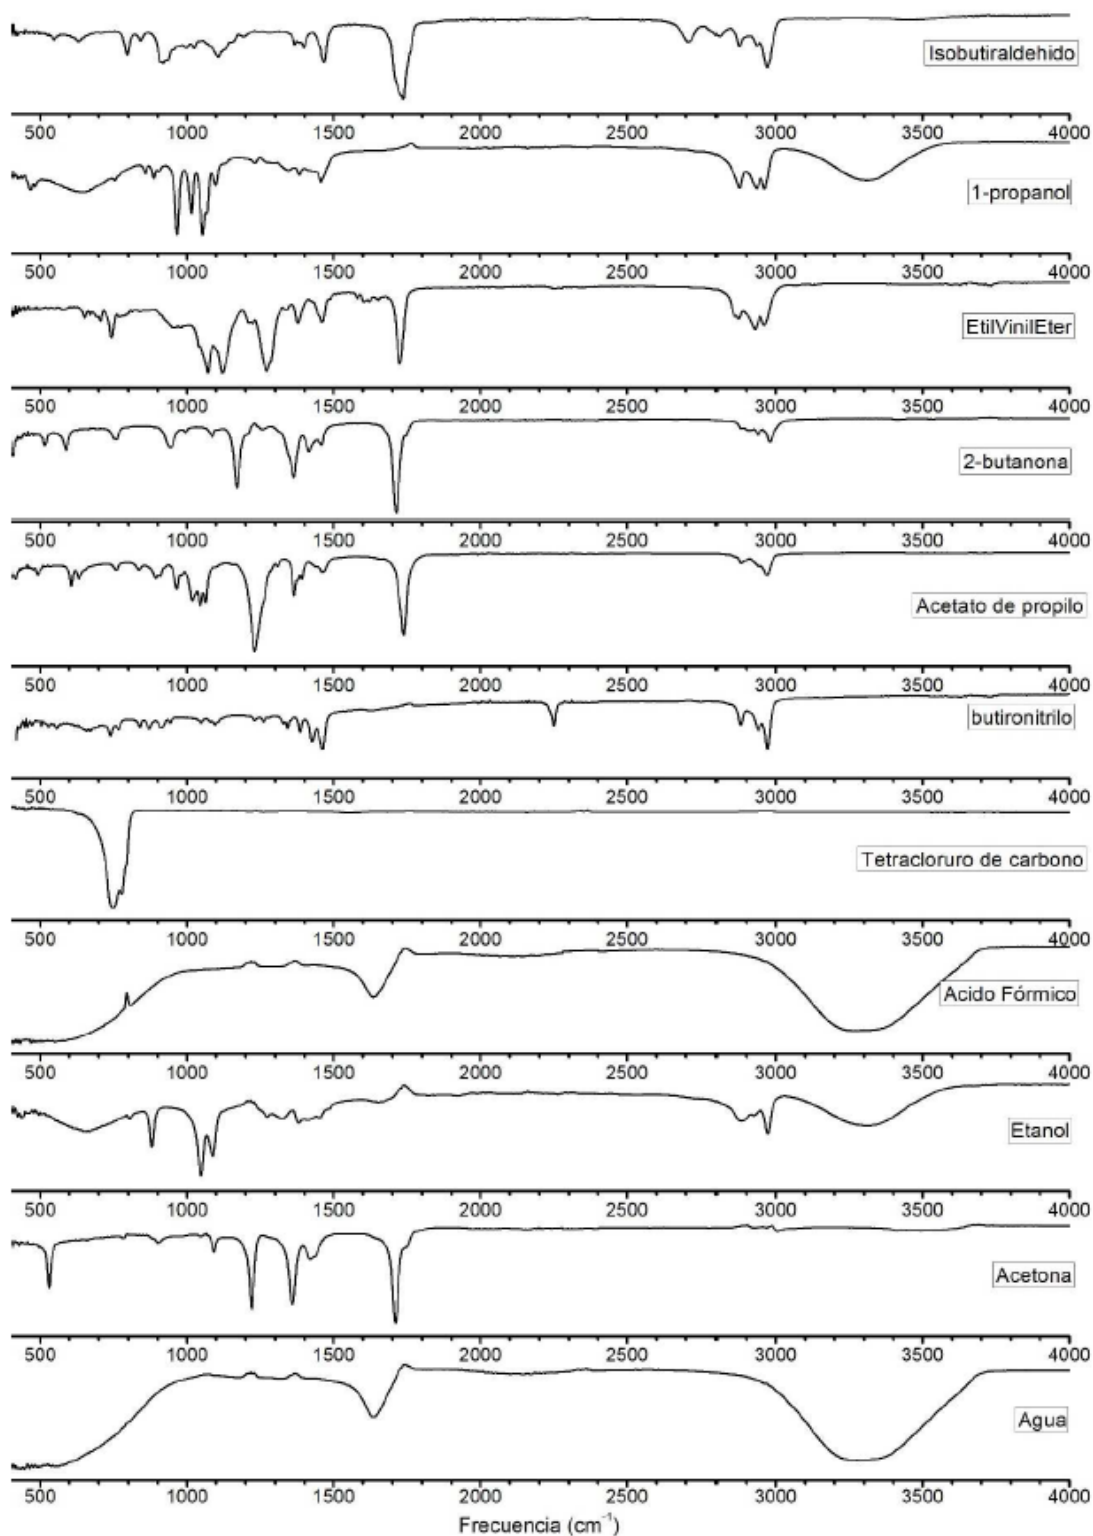 Isobutiraldehido
500 1000 1500 2000 2500 3000 3500 4000
1-propanol
500 1000 1500 2000 2500 3000 3500 4000
EtilVinilEter
500 1000 1500 2000 2500 3000 3500 4000
2-butanona
500 1000 1500 2000 2500 3000 3500 4000
Acetato de propilo
500 1000 1500 2000 2500 3000 3500 4000
butironitrilo
500 1000 1500 2000 2500 3000 3500 4000
Tetracloruro de carbono
500 1000 1500 2000 2500 3000 3500 4000
Acido Fórmico
500 1000 1500 2000 2500 3000 3500 4000
Etanol
500 1000 1500 2000 2500 3000 3500 4000
Acetona
500 1000 1500 2000 2500 3000 3500 4000
Agua
500 1000 1500 2000 2500 3000 3500 4000
Frecuencia (cm⁻¹)